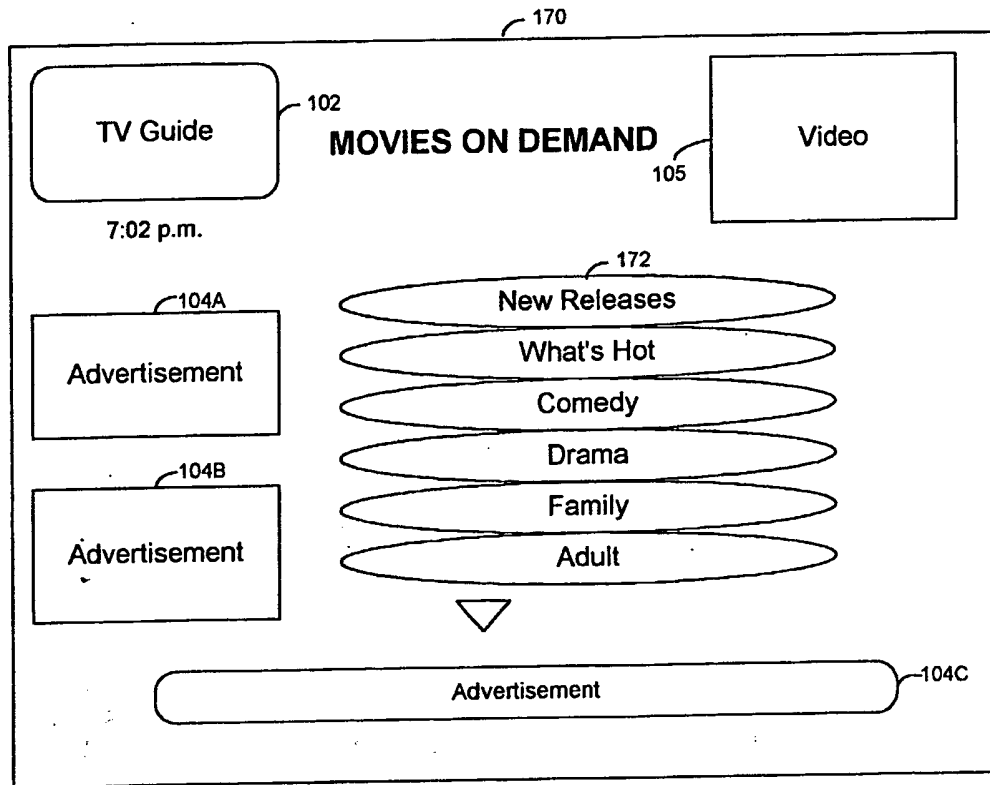 170
TV Guide
102
MOVIES ON DEMAND
105
Video
7:02 p.m.
172
New Releases
What's Hot
Comedy
Drama
Family
Adult
104A
Advertisement
104B
Advertisement
Advertisement
104C